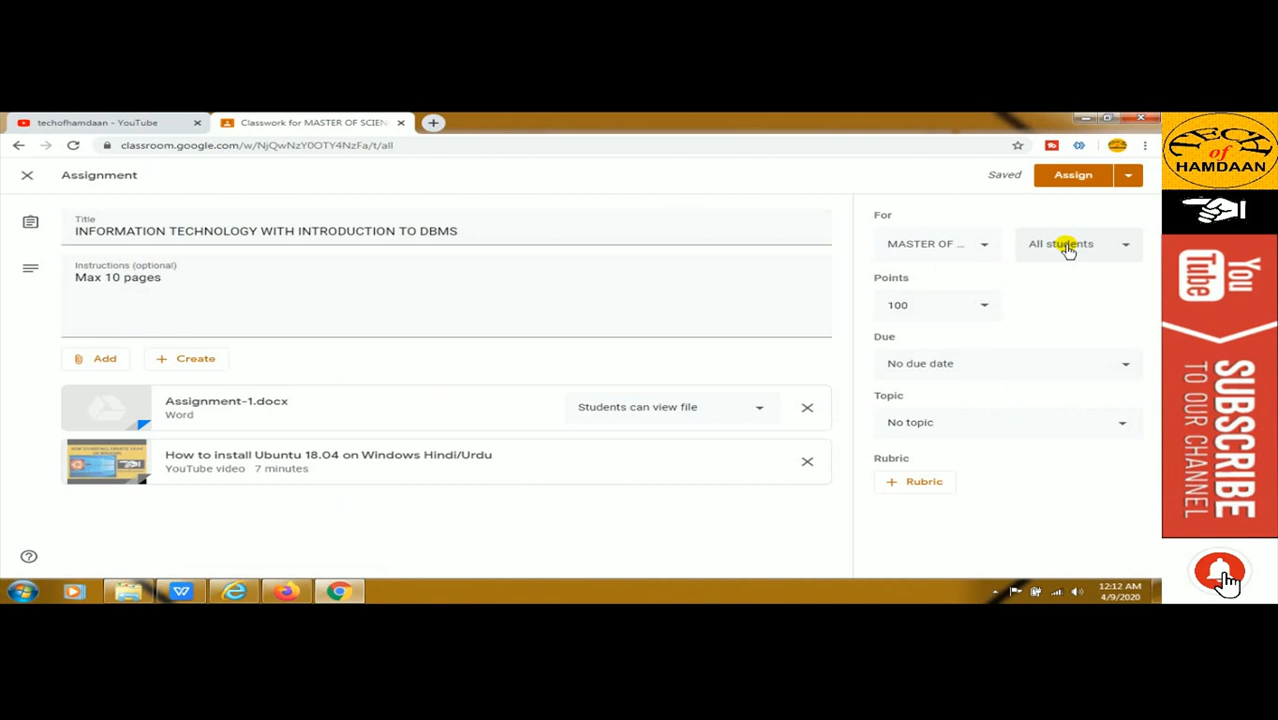 techofhamdaan - YouTube
Classwork for MASTER OF SCIEN
classroom.google.com/w/NjQwNzY0OTY4NzFa/t/all
Assignment
Saved
Assign
Title
INFORMATION TECHNOLOGY WITH INTRODUCTION TO DBMS
Instructions (optional)
Max 10 pages
Add
Create
Assignment-1.docx
Word
Students can view file
How to install Ubuntu 18.04 on Windows Hindi/Urdu
YouTube video 7 minutes
For
MASTER OF ...
All students
Points
100
Due
No due date
Topic
No topic
Rubric
Rubric
12:12 AM
4/9/2020
TECH
of
HAMDAAN
You
Tube
SUBSCRIBE
TO OUR CHANNEL